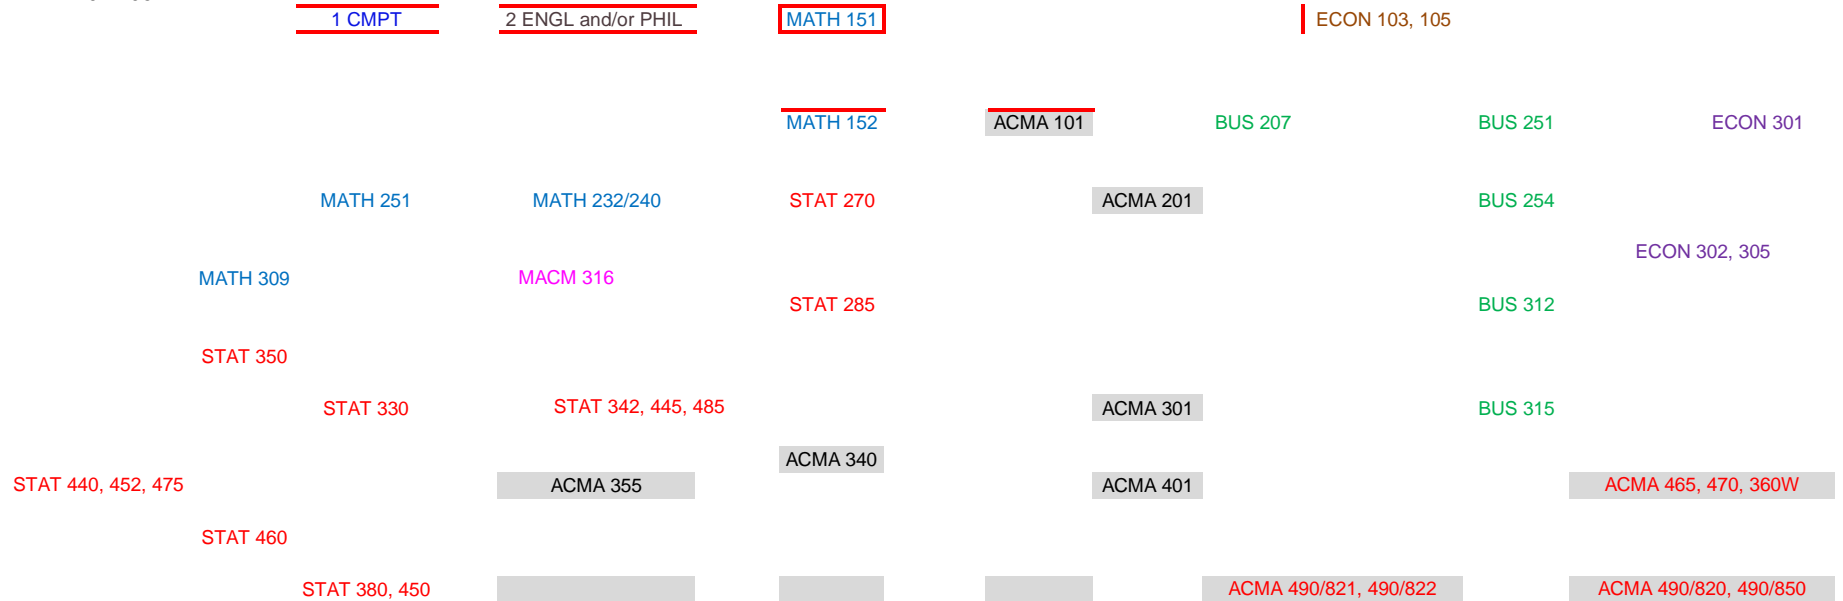 1 CMPT
2 ENGL and/or PHIL
MATH 151
ECON 103, 105
MATH 152
ACMA 101
BUS 207
BUS 251
ECON 301
MATH 251
MATH 232/240
STAT 270
ACMA 201
BUS 254
ECON 302, 305
MATH 309
MACM 316
STAT 285
BUS 312
STAT 350
STAT 330
STAT 342, 445, 485
ACMA 301
BUS 315
ACMA 340
STAT 440, 452, 475
ACMA 355
ACMA 401
ACMA 465, 470, 360W
STAT 460
STAT 380, 450
ACMA 490/821, 490/822
ACMA 490/820, 490/850